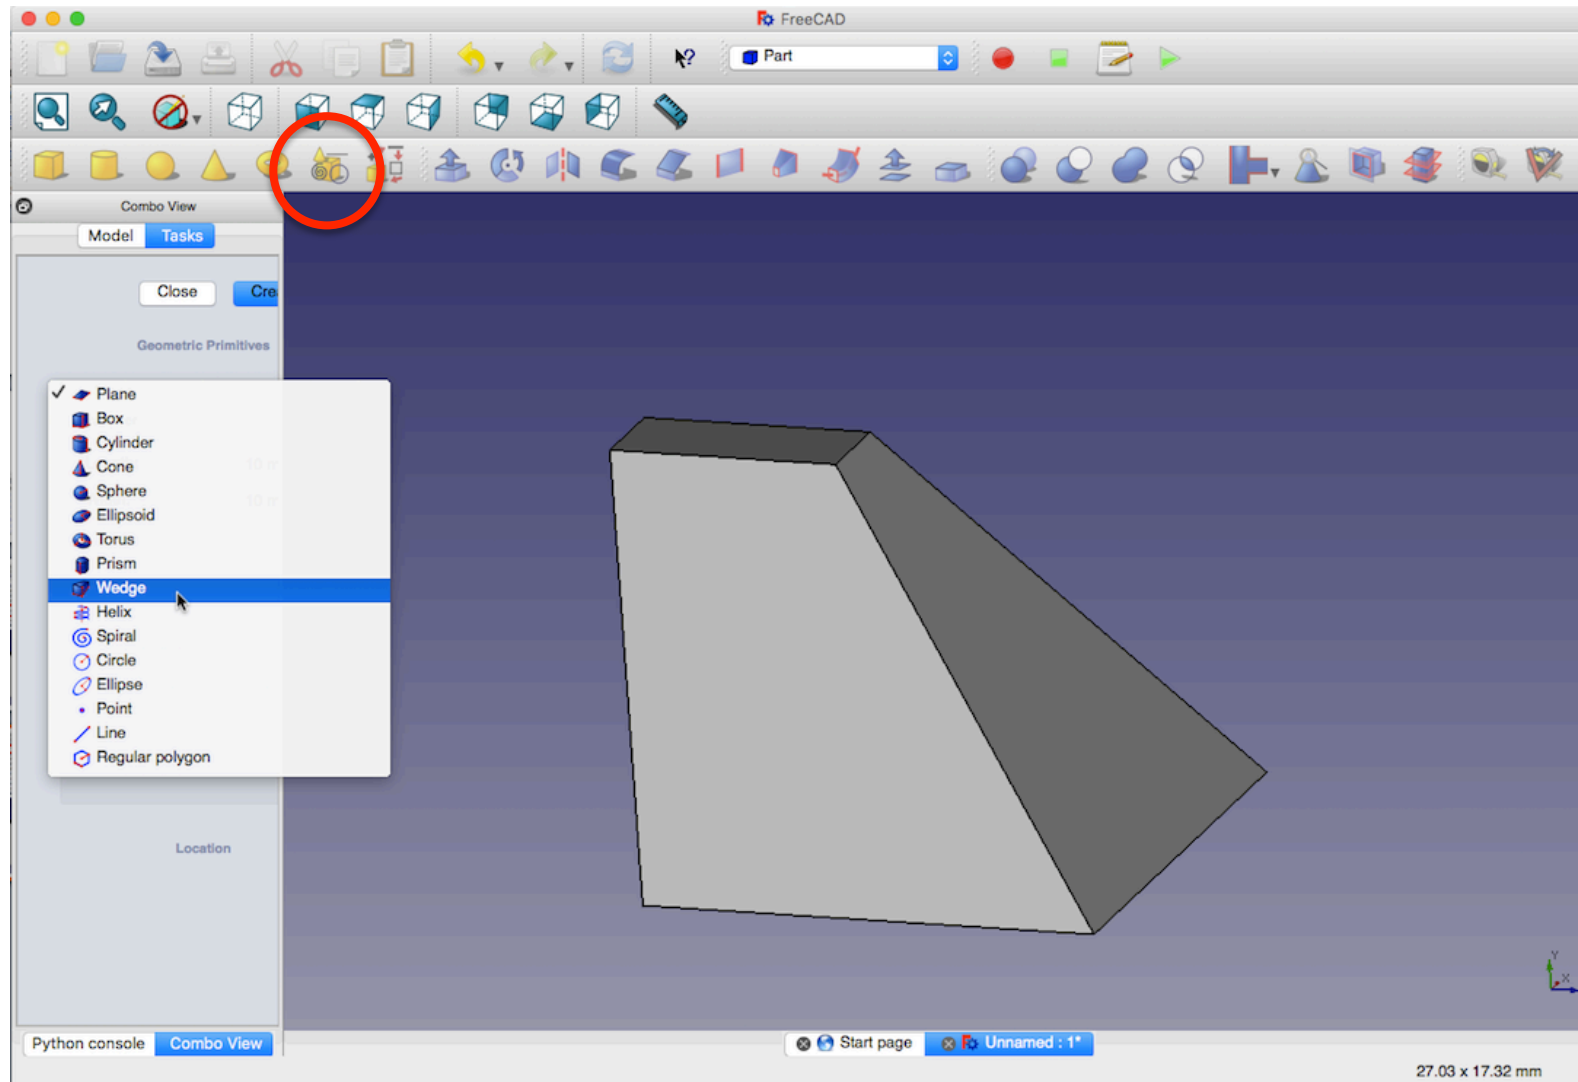 FreeCAD
Part
Combo View
Model Tasks
Close
Geometric Primitives
Plane
Box
Cylinder
Cone
Sphere
Ellipsoid
Torus
Prism
Wedge
Helix
Spiral
Circle
Ellipse
Point
Line
Regular polygon
Location
Y
X
Python console Combo View
Start page Unnamed : 1*
27.03 x 17.32 mm